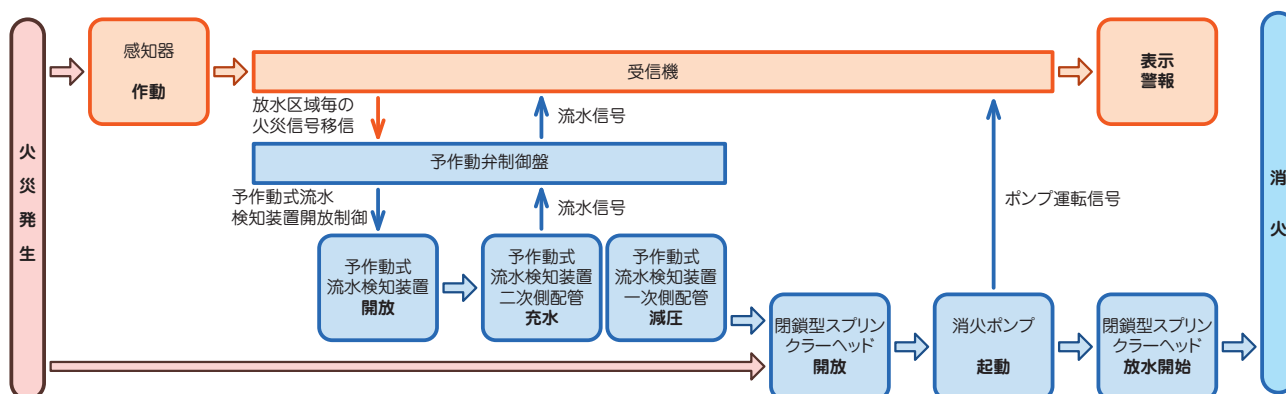 火災発生
感知器
作動
受信機
表示
警報
放水区域毎の
火災信号移信
流水信号
予作動弁制御盤
予作動式流水
検知装置開放制御
流水信号
ポンプ運転信号
予作動式
流水検知装置
開放
予作動式
流水検知装置
二次側配管
充水
予作動式
流水検知装置
一次側配管
減圧
閉鎖型スプリン
クラーヘッド
開放
消火ポンプ
起動
閉鎖型スプリン
クラーヘッド
放水開始
消火